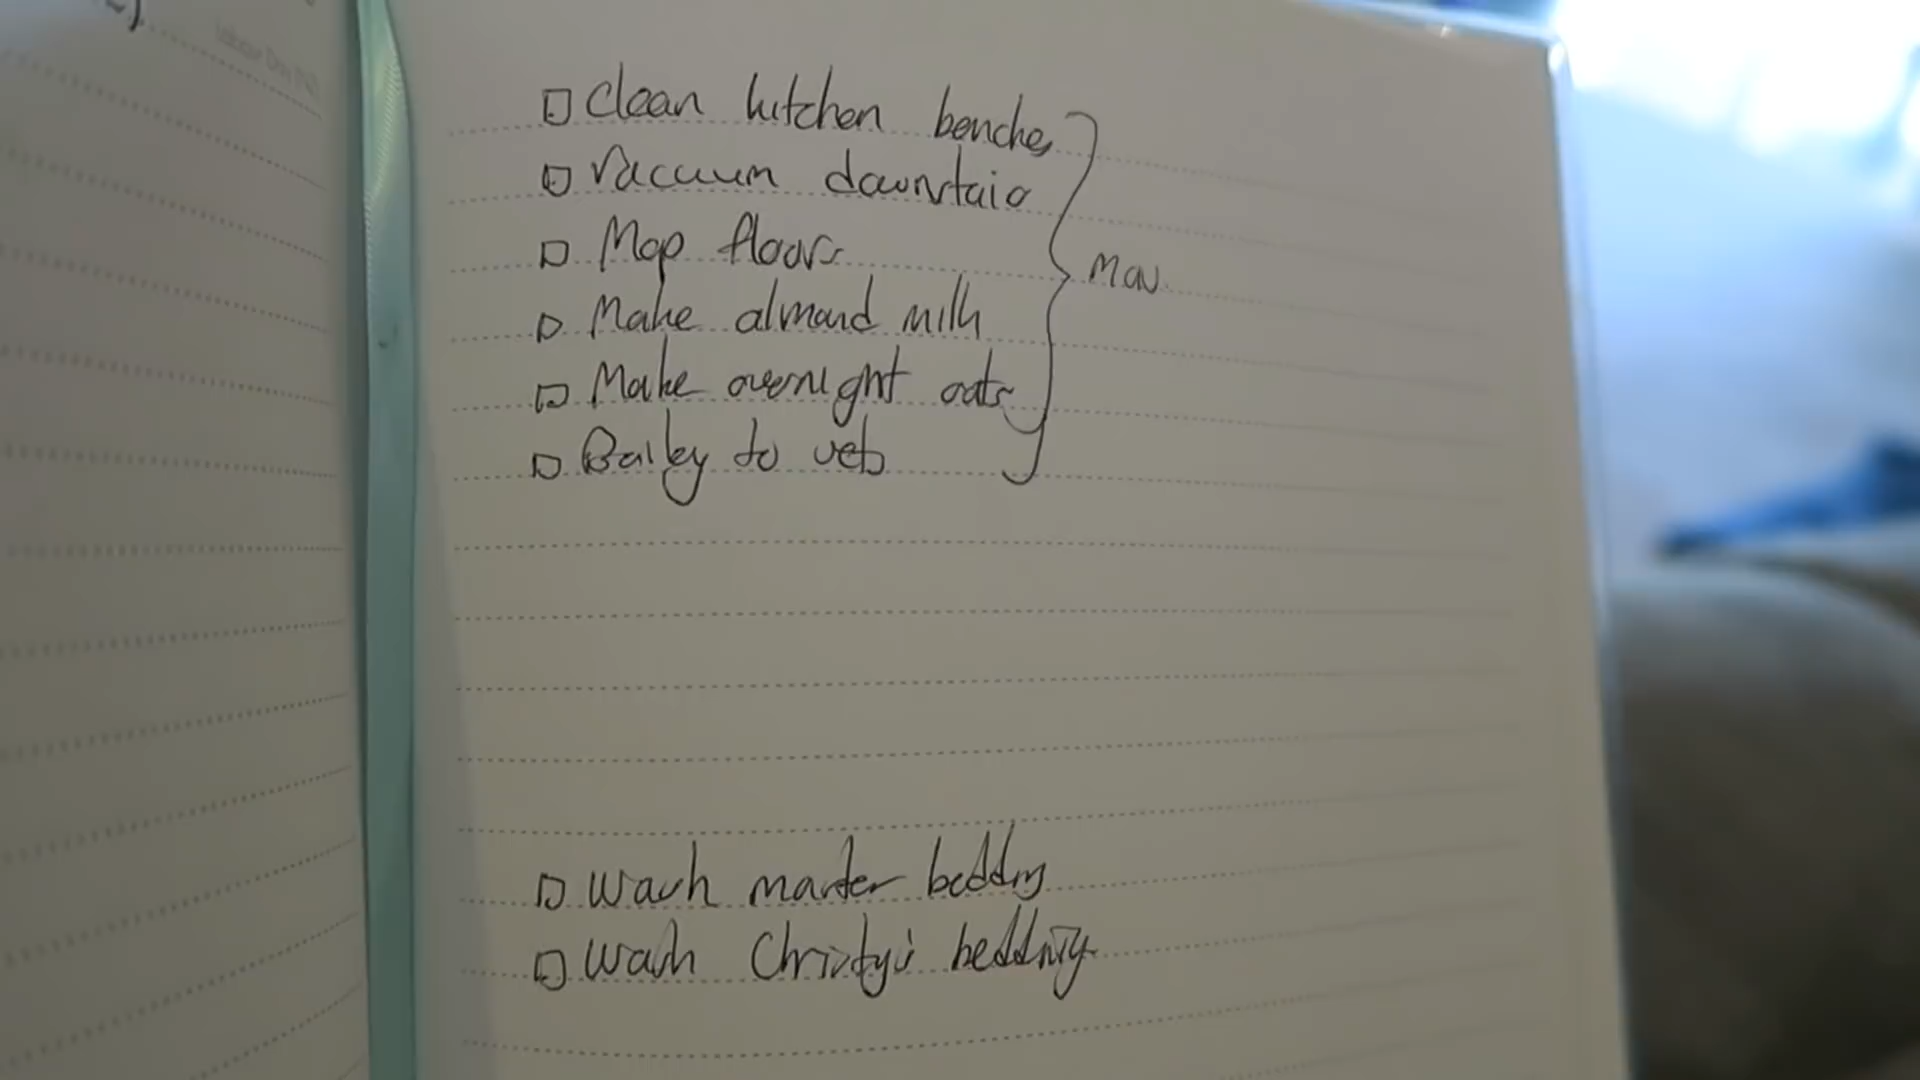 Clean kitchen benches
Vacuum downstairs
Mop floors
Mon.
Make almond milk
Make overnight oats
Bailey to vets
Wash master bedding
Wash Christy's bedding